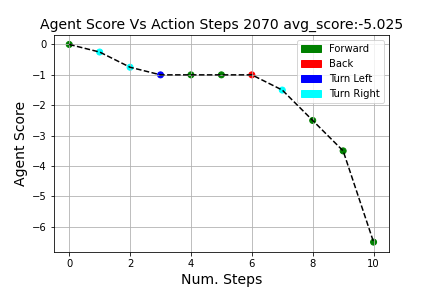 Agent Score Vs Action Steps 2070 avg_score:-5.025
Agent Score
0
−1
−2
−3
−4
−5
−6
Forward
Back
Turn Left
Turn Right
0 2 4 6 8 10
Num. Steps